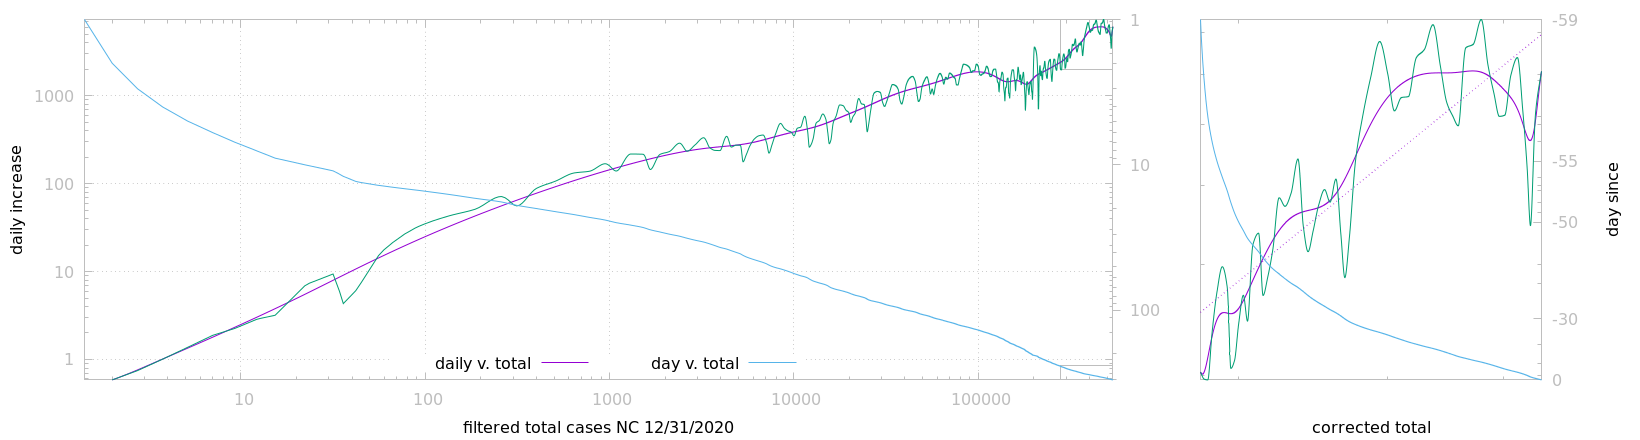 daily increase
1000
100
10
1
10
100
1000
10000
100000
1
10
100
daily v. total
day v. total
filtered total cases NC 12/31/2020
-59
-55
-50
-30
0
day since
corrected total